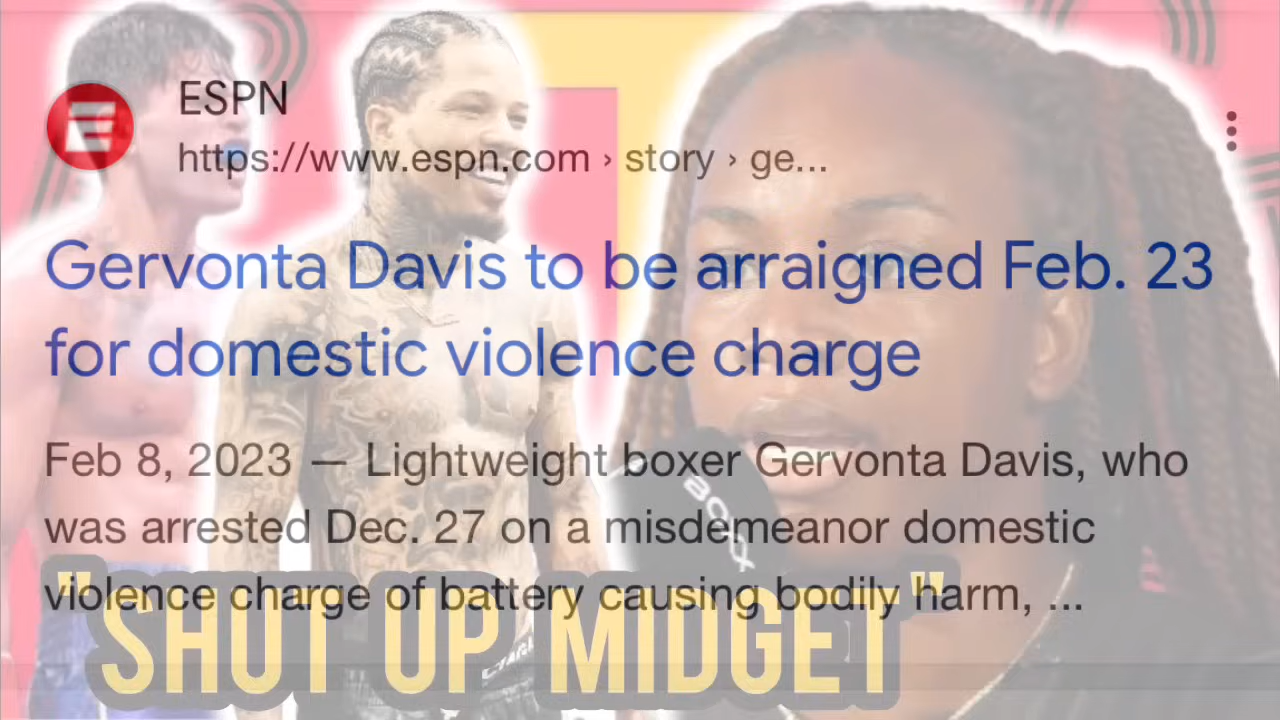 ESPN
https://www.espn.com › story › ge...
Gervonta Davis to be arraigned Feb. 23
for domestic violence charge
Feb 8, 2023 — Lightweight boxer Gervonta Davis, who
was arrested Dec. 27 on a misdemeanor domestic
violence charge of battery causing bodily harm, ...
"SHUT UP MIDGET"
BOXX